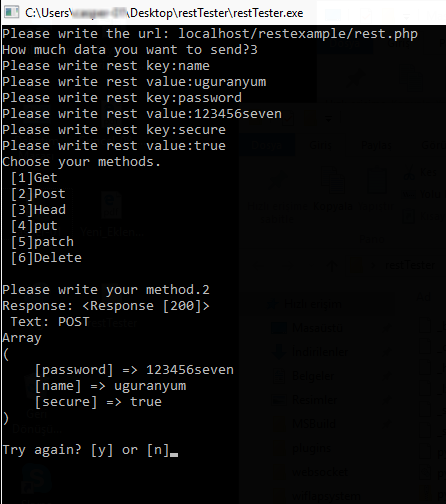 C:\Users\casper-01\Desktop\restTester\restTester.exe
Please write the url: localhost/restexample/rest.php
How much data you want to send?3
Please write rest key:name
Please write rest value:uguranyum
Please write rest key:password
Please write rest value:123456seven
Please write rest key:secure
Please write rest value:true
Choose your methods.
[1]Get
[2]Post
[3]Head
[4]put
[5]patch
[6]Delete
Please write your method.2
Response: <Response [200]>
Text: POST
Array
(
[password] => 123456seven
[name] => uguranyum
[secure] => true
)
Try again? [y] or [n]